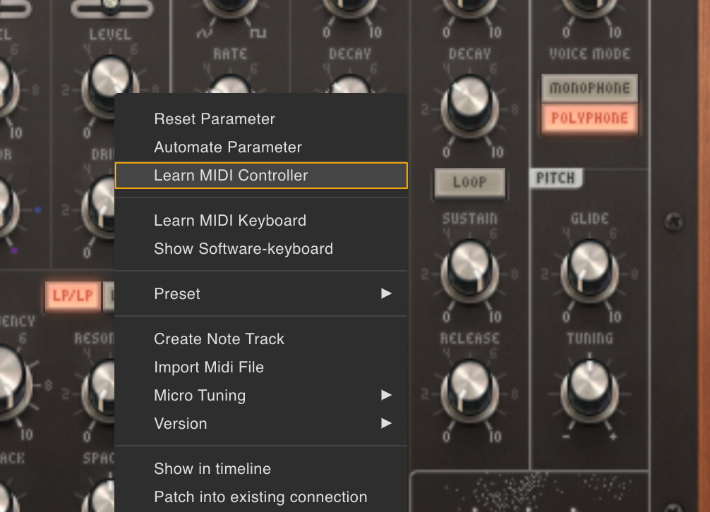 LEVEL
RATE
DECAY
DECAY
VOICE MODE
MONOPHONE
POLYPHONE
Reset Parameter
Automate Parameter
Learn MIDI Controller
LOOP
PITCH
Learn MIDI Keyboard
Show Software-keyboard
SUSTAIN
GLIDE
LP/LP
Preset
Create Note Track
Import Midi File
Micro Tuning
Version
RELEASE
TUNING
Show in timeline
Patch into existing connection